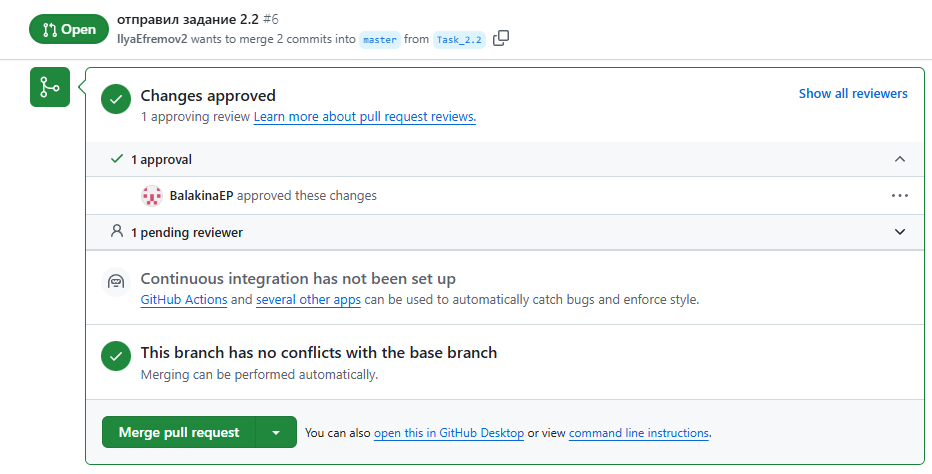 Open
отправил задание 2.2 #6
IlyaEfremov2 wants to merge 2 commits into master from Task_2.2
Changes approved
Show all reviewers
1 approving review Learn more about pull request reviews.
1 approval
BalakinaEP approved these changes
1 pending reviewer
Continuous integration has not been set up
GitHub Actions and several other apps can be used to automatically catch bugs and enforce style.
This branch has no conflicts with the base branch
Merging can be performed automatically.
Merge pull request
You can also open this in GitHub Desktop or view command line instructions.